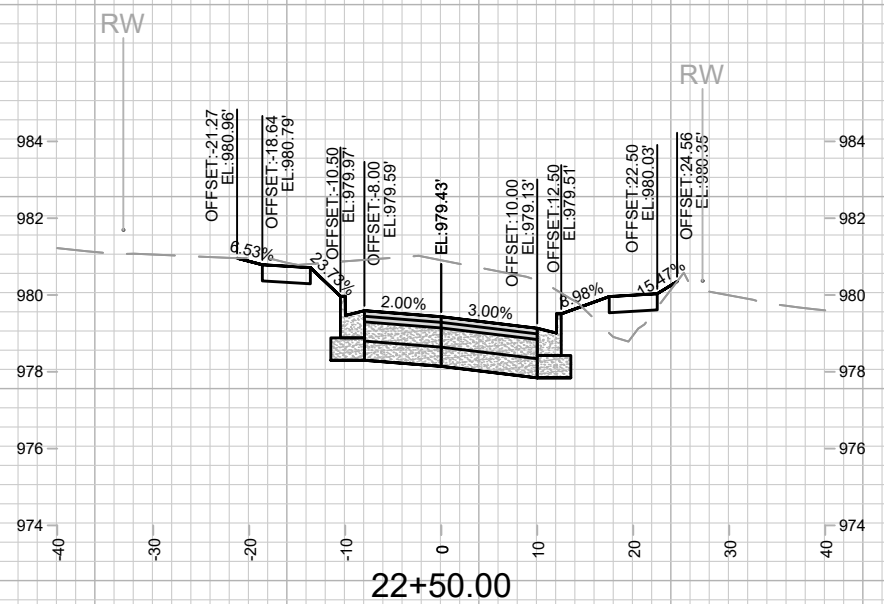 RW
RW
OFFSET:-21.27
EL:980.96'
OFFSET:-18.64
EL:980.79'
OFFSET:-10.50
EL:979.97'
OFFSET:-8.00
EL:979.59'
EL:979.43'
OFFSET:10.00
EL:979.13'
OFFSET:12.50
EL:979.51'
OFFSET:22.50
EL:980.03'
OFFSET:24.56
EL:980.35'
984
984
982
982
6.53%
23.73%
2.00%
3.00%
8.98%
15.47%
980
980
978
978
976
976
974
974
-40
-30
-20
-10
0
10
20
30
40
22+50.00